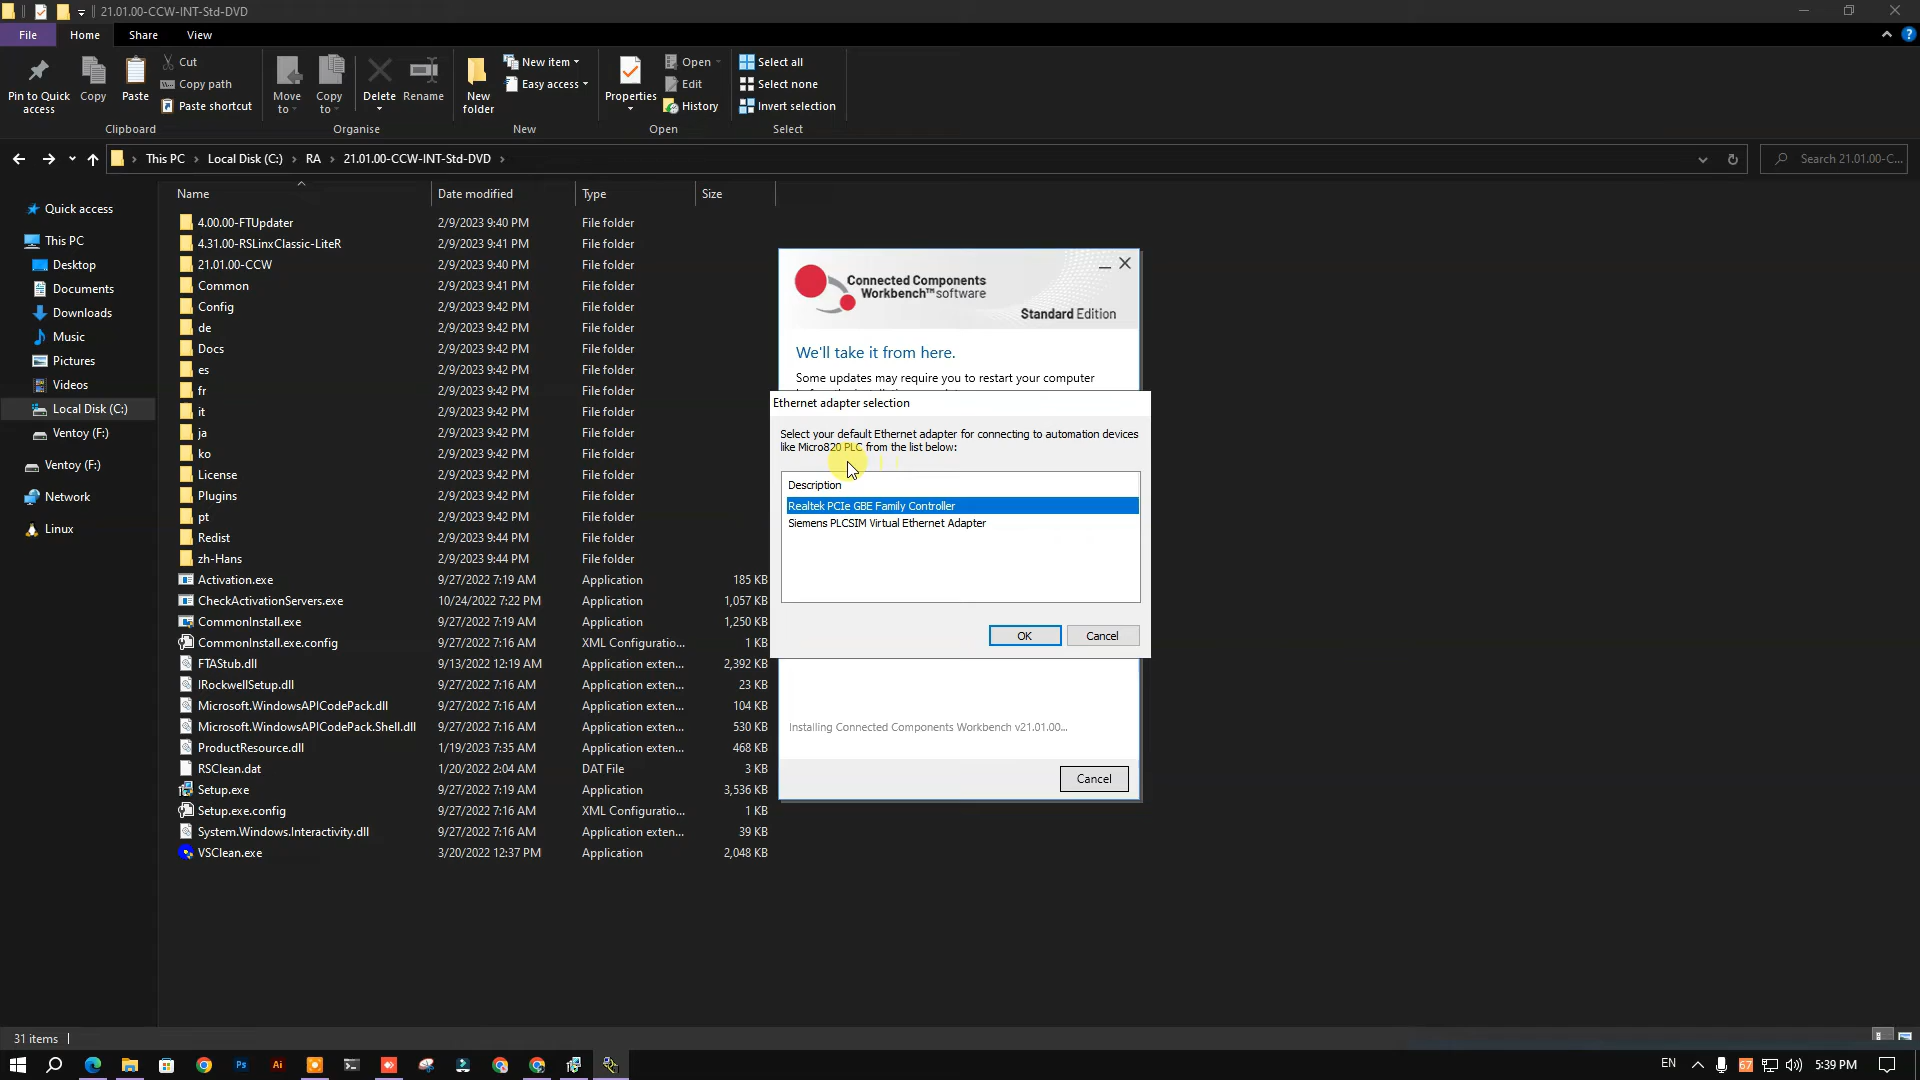 21.01.00-CCW-INT-Std-DVD
File
Home
Share
View
Pin to Quick access
Copy
Paste
Cut
Copy path
Paste shortcut
Clipboard
Move to
Copy to
Delete
Rename
Organise
New folder
New item
Easy access
New
Properties
Open
Edit
History
Open
Select all
Select none
Invert selection
Select
This PC
Local Disk (C:)
RA
21.01.00-CCW-INT-Std-DVD
Search 21.01.00-C...
Quick access
This PC
Desktop
Documents
Downloads
Music
Pictures
Videos
Local Disk (C:)
Ventoy (F:)
Ventoy (F:)
Network
Linux
Name Date modified Type Size
4.00.00-FTUpdater 2/9/2023 9:40 PM File folder
4.31.00-RSLinxClassic-LiteR 2/9/2023 9:41 PM File folder
21.01.00-CCW 2/9/2023 9:40 PM File folder
Common 2/9/2023 9:41 PM File folder
Config 2/9/2023 9:42 PM File folder
de 2/9/2023 9:42 PM File folder
Docs 2/9/2023 9:42 PM File folder
es 2/9/2023 9:42 PM File folder
fr 2/9/2023 9:42 PM File folder
it 2/9/2023 9:42 PM File folder
ja 2/9/2023 9:42 PM File folder
ko 2/9/2023 9:42 PM File folder
License 2/9/2023 9:42 PM File folder
Plugins 2/9/2023 9:42 PM File folder
pt 2/9/2023 9:42 PM File folder
Redist 2/9/2023 9:44 PM File folder
zh-Hans 2/9/2023 9:44 PM File folder
Activation.exe 9/27/2022 7:19 AM Application 185 KB
CheckActivationServers.exe 10/24/2022 7:22 PM Application 1,057 KB
CommonInstall.exe 9/27/2022 7:19 AM Application 1,250 KB
CommonInstall.exe.config 9/27/2022 7:16 AM XML Configuratio... 1 KB
FTAStub.dll 9/13/2022 12:19 AM Application exten... 2,392 KB
IRockwellSetup.dll 9/27/2022 7:16 AM Application exten... 23 KB
Microsoft.WindowsAPICodePack.dll 9/27/2022 7:16 AM Application exten... 104 KB
Microsoft.WindowsAPICodePack.Shell.dll 9/27/2022 7:16 AM Application exten... 530 KB
ProductResource.dll 1/19/2023 7:35 AM Application exten... 468 KB
RSClean.dat 1/20/2022 2:04 AM DAT File 3 KB
Setup.exe 9/27/2022 7:19 AM Application 3,536 KB
Setup.exe.config 9/27/2022 7:16 AM XML Configuratio... 1 KB
System.Windows.Interactivity.dll 9/27/2022 7:16 AM Application exten... 39 KB
VSClean.exe 3/20/2022 12:37 PM Application 2,048 KB
Connected Components
Workbench™ software
Standard Edition
We'll take it from here.
Some updates may require you to restart your computer
Ethernet adapter selection
Select your default Ethernet adapter for connecting to automation devices
like Micro820 PLC from the list below:
Description
Realtek PCIe GBE Family Controller
Siemens PLCSIM Virtual Ethernet Adapter
OK
Cancel
Installing Connected Components Workbench v21.01.00...
Cancel
31 items
Ps
Ai
EN
67
5:39 PM